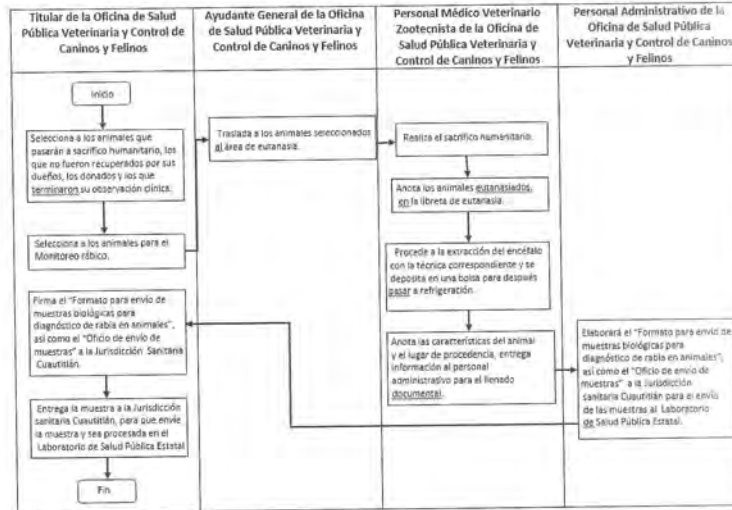 Titular de la Oficina de Salud
Pública Veterinaria y Control de
Caninos y Felinos
Ayudante General de la Oficina
de Salud Pública Veterinaria y
Control de Caninos y Felinos
Personal Médico Veterinario
Zootecnista de la Oficina de
Salud Pública Veterinaria y
Control de Caninos y Felinos
Personal Administrativo de la
Oficina de Salud Pública
Veterinaria y Control de Caninos
y Felinos
Inicio
Selecciona a los animales que
pasarán a sacrifico humanitario, los
que no fueron recuperados por sus
dueños, los donados y los que
terminaron su observación clínica.
Selecciona a los animales para el
Monitoreo rábico.
Traslada a los animales seleccionados
al área de eutanasia.
Realiza el sacrificio humanitario.
Anota los animales eutanasiados,
en la libreta de eutanasia.
Procede a la extracción del encéfalo
con la técnica correspondiente y se
deposita en una bolsa para después
pasar a refrigeración.
Anota las características del animal
y el lugar de procedencia, entrega
información al personal
administrativo para el llenado
documental.
Elaborará el "Formato para envío de
muestras biológicas para
diagnóstico de rabia en animales",
así como el "Oficio de envío de
muestras" a la Jurisdicción
sanitaria Cuautitlán para el envío
de las muestras al Laboratorio
de Salud Pública Estatal.
Firma el "Formato para envío de
muestras biológicas para
diagnóstico de rabia en animales",
así como el "Oficio de envío de
muestras" a la Jurisdicción Sanitaria
Cuautitlán.
Entrega la muestra a la Jurisdicción
sanitaria Cuautitlán, para que envíe
la muestra y sea procesada en el
Laboratorio de Salud Pública Estatal
Fin